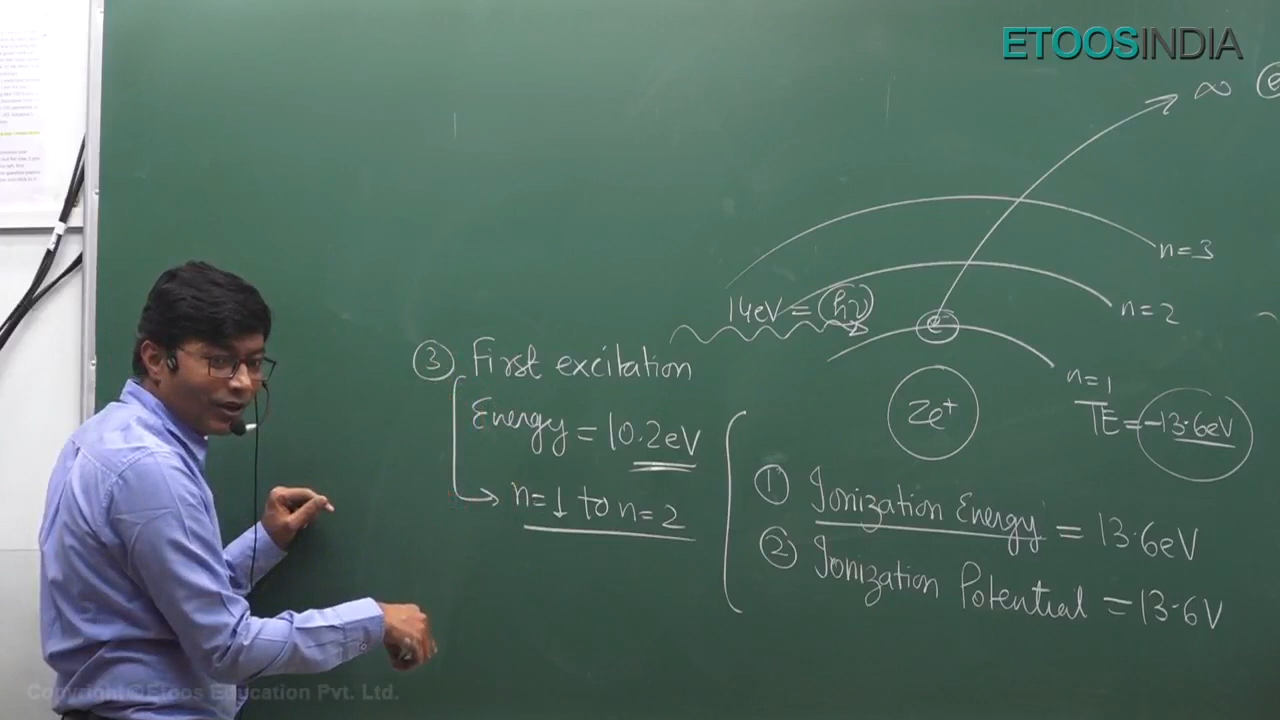 ETOOSINDIA
∞
n=3
n=2
14eV = hν
e⁻
n=1
Ze⁺
TE = -13.6eV
③ First excitation
Energy = 10.2eV
n=1 to n=2
① Ionization Energy = 13.6eV
② Ionization Potential = 13.6V
Copyright © Etoos Education Pvt. Ltd.